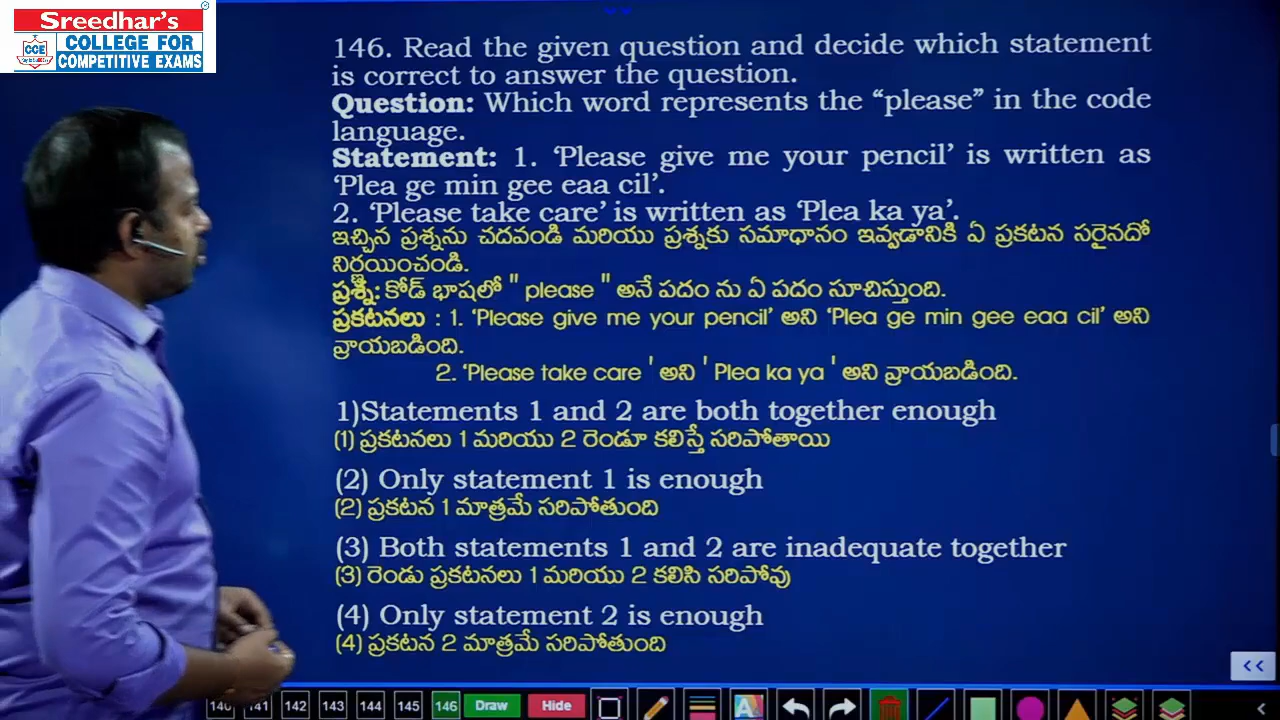 Sreedhar's
CCE
COLLEGE FOR
COMPETITIVE EXAMS
146. Read the given question and decide which statement
is correct to answer the question.
Question: Which word represents the “please” in the code
language.
Statement: 1. ‘Please give me your pencil’ is written as
‘Plea ge min gee eaa cil’.
2. ‘Please take care’ is written as ‘Plea ka ya’.
ఇచ్చిన ప్రశ్నను చదవండి మరియు ప్రశ్నకు సమాధానం ఇవ్వడానికి ఏ ప్రకటన సరైనదో
నిర్ణయించండి.
ప్రశ్న: కోడ్ భాషలో " please " అనే పదం ను ఏ పదం సూచిస్తుంది.
ప్రకటనలు : 1. ‘Please give me your pencil’ అని ‘Plea ge min gee eaa cil’ అని
వ్రాయబడింది.
2. ‘Please take care ' అని ' Plea ka ya ' అని వ్రాయబడింది.
1)Statements 1 and 2 are both together enough
(1) ప్రకటనలు 1 మరియు 2 రెండూ కలిస్తే సరిపోతాయి
(2) Only statement 1 is enough
(2) ప్రకటన 1 మాత్రమే సరిపోతుంది
(3) Both statements 1 and 2 are inadequate together
(3) రెండు ప్రకటనలు 1 మరియు 2 కలిసి సరిపోవు
(4) Only statement 2 is enough
(4) ప్రకటన 2 మాత్రమే సరిపోతుంది
<<
140 141 142 143 144 145 146 Draw Hide A <